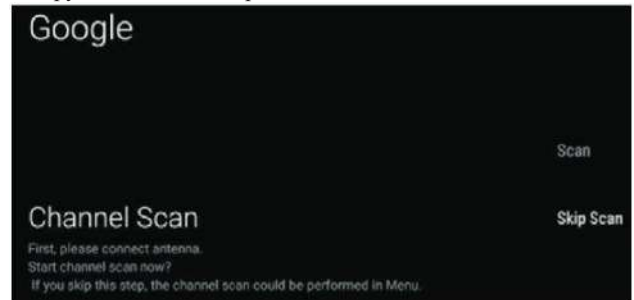 Google
Scan
Channel Scan
Skip Scan
First, please connect antenna.
Start channel scan now?
If you skip this step, the channel scan could be performed in Menu.